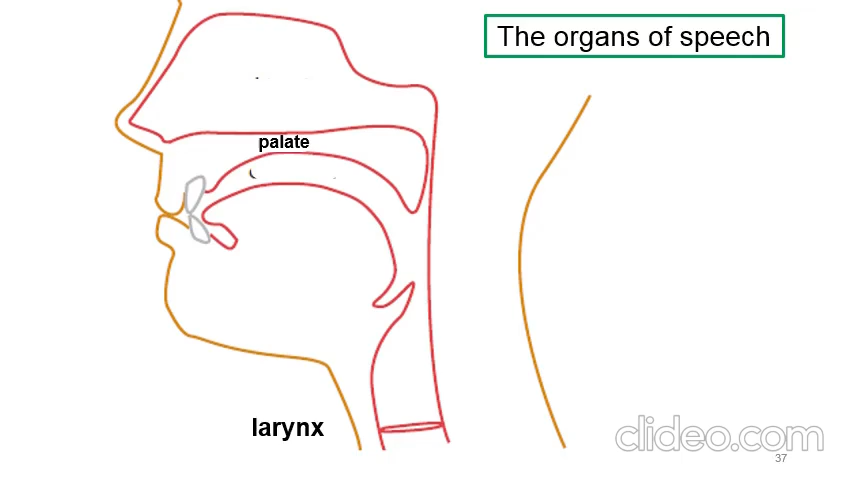 The organs of speech
palate
larynx
clideo.com
37